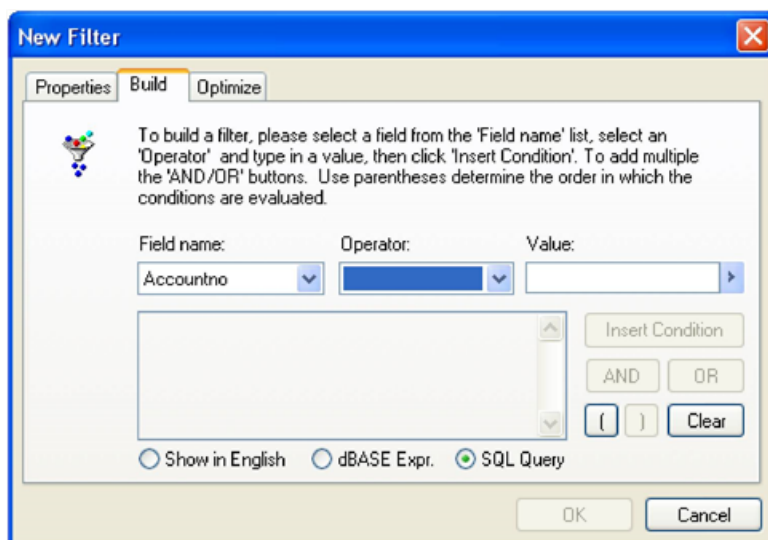 New Filter
Properties Build Optimize
To build a filter, please select a field from the 'Field name' list, select an
'Operator' and type in a value, then click 'Insert Condition'. To add multiple
the 'AND/OR' buttons. Use parentheses determine the order in which the
conditions are evaluated.
Field name: Operator: Value:
Accountno
Insert Condition
AND OR
( ) Clear
Show in English dBASE Expr. SQL Query
OK Cancel